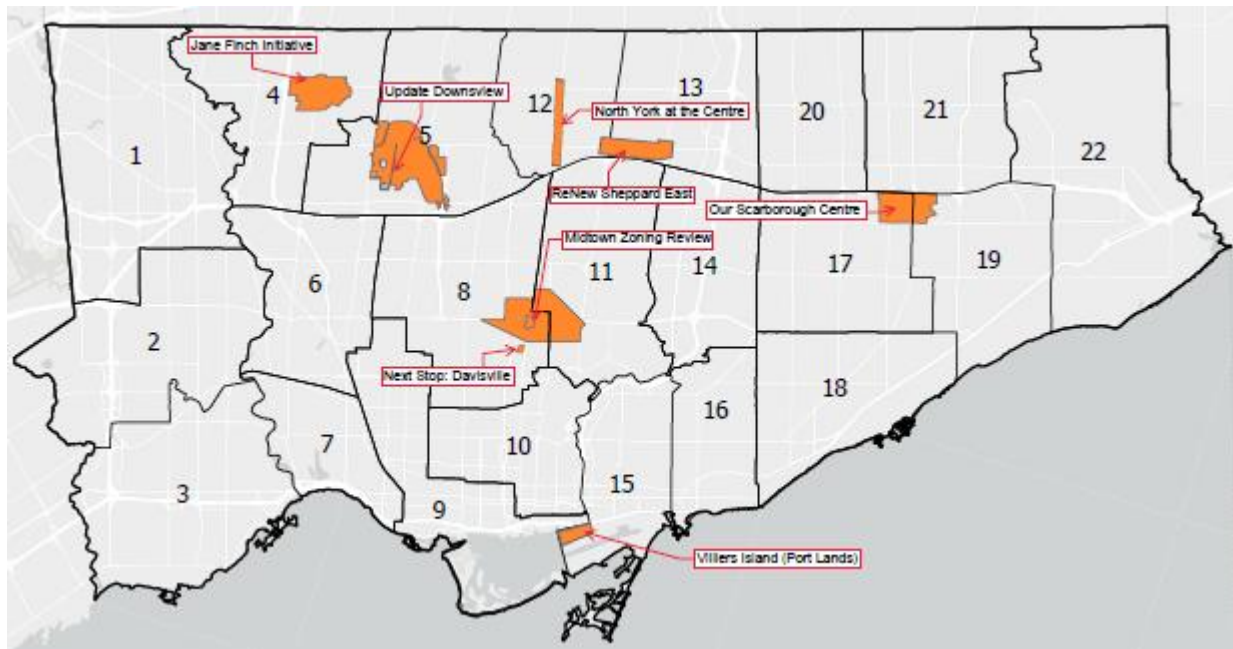 Jane Finch Initiative
4
Update Downsview
5
12
North York at the Centre
13
20
21
1
22
ReNew Sheppard East
Our Scarborough Centre
Midtown Zoning Review
6
8
11
14
17
19
2
Next Stop: Davisville
18
16
10
7
3
15
9
Villiers Island (Port Lands)